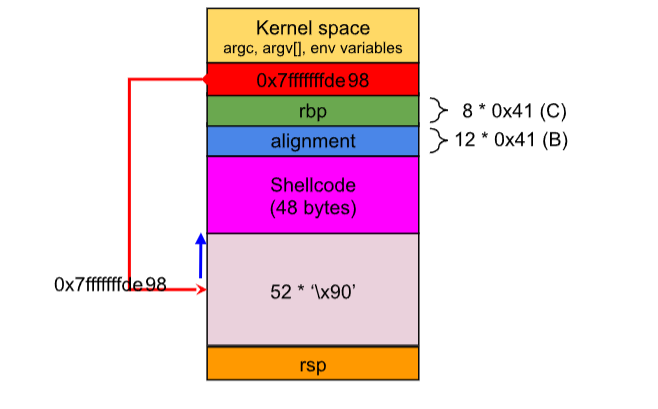 Kernel space
argc, argv[], env variables
0x7fffffffde98
rbp
8 * 0x41 (C)
alignment
12 * 0x41 (B)
Shellcode
(48 bytes)
0x7fffffffde98
52 * ‘\x90’
rsp